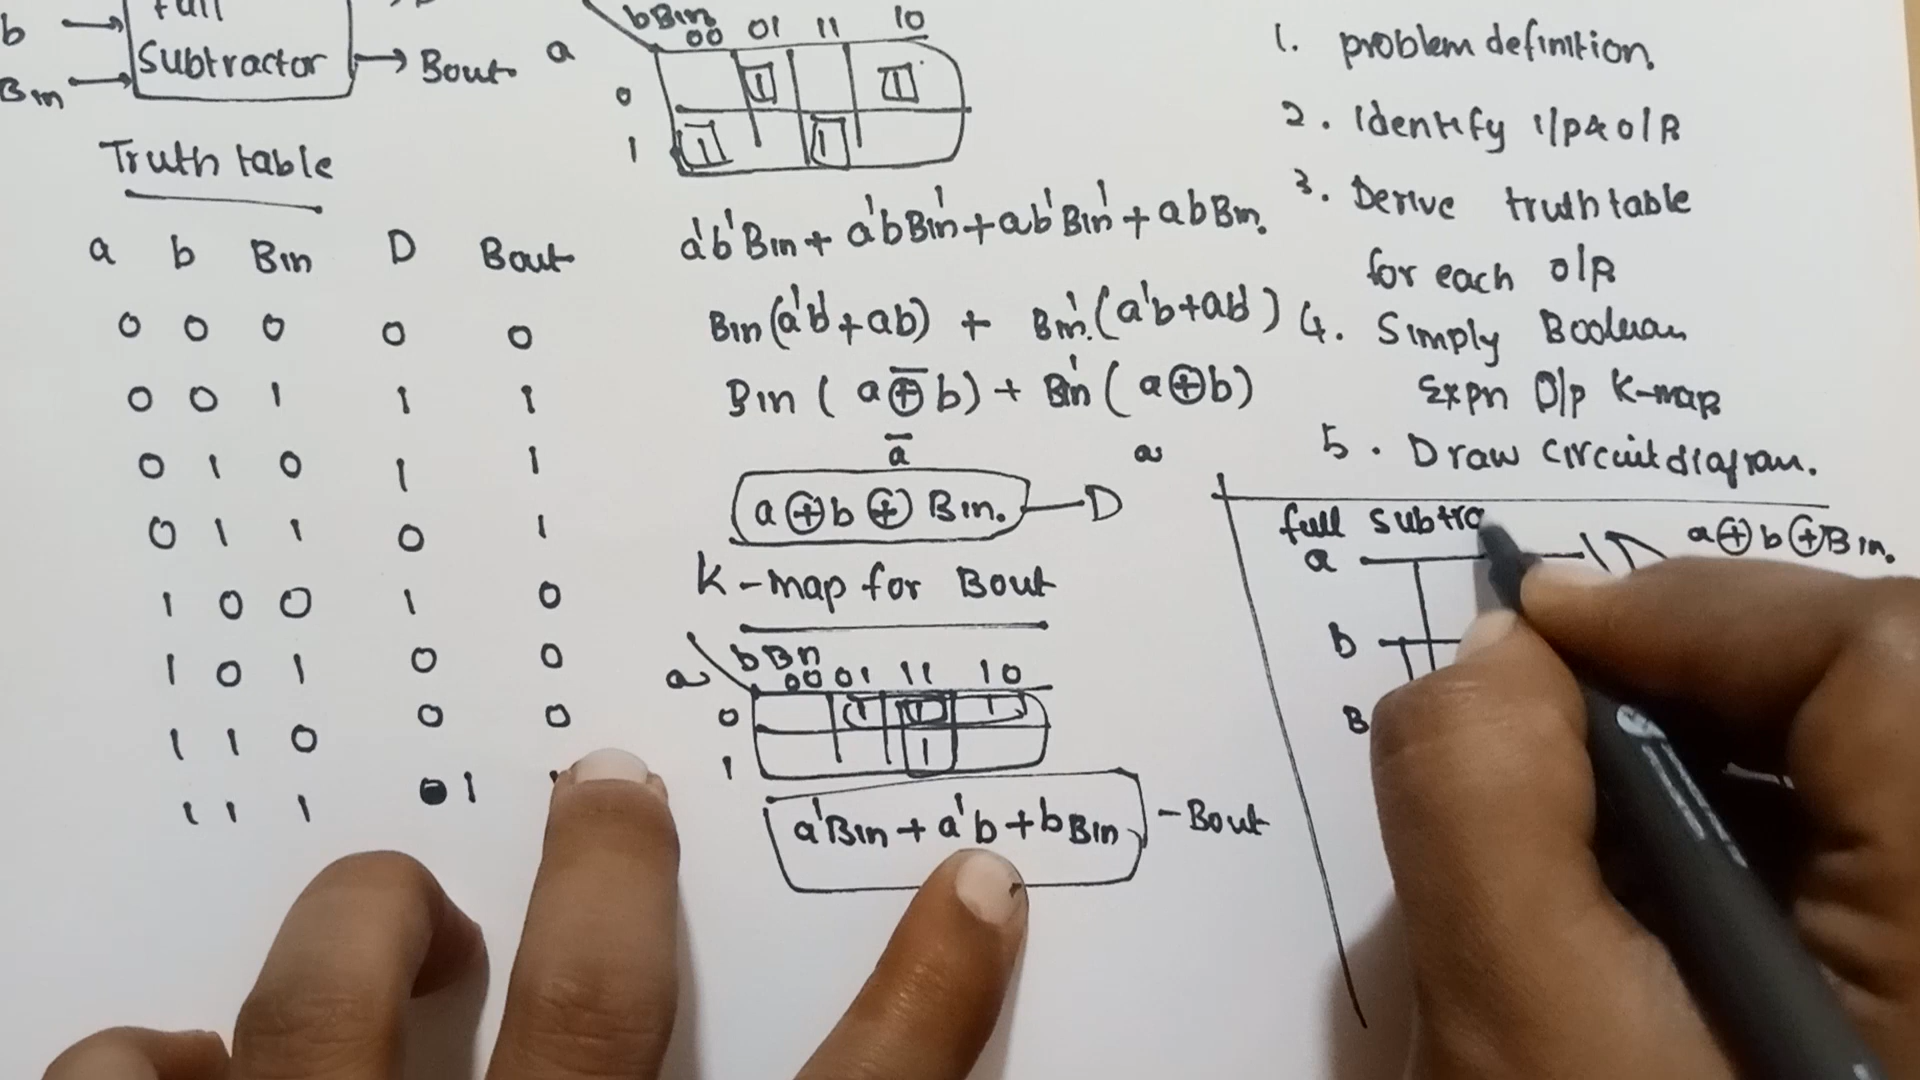 b
full
Subtractor
Bin
Bout
Truth table
a b Bin D Bout
0 0 0 0 0
0 0 1 1 1
0 1 0 1 1
0 1 1 0 1
1 0 0 1 0
1 0 1 0 0
1 1 0 0 0
1 1 1 1
bBin
a 00 01 11 10
0 1 1
1 1 1
a'b'Bin + a'bBin' + ab'Bin' + abBin.
Bin(a'b'+ab) + Bin'(a'b+ab')
Bin ( a⊕̅b) + Bin' ( a⊕b)
a̅ a
a⊕b⊕Bin. D
K-map for Bout
bBin
a 00 01 11 10
0 1 1 1
1 1
a'Bin + a'b + bBin - Bout
1. problem definition.
2. Identify I/P & O/P
3. Derive truth table
for each O/P
4. Simply Boolean
Expn O/p K-map
5. Draw circuit diagram.
full subtra
a a⊕b⊕Bin.
B
B